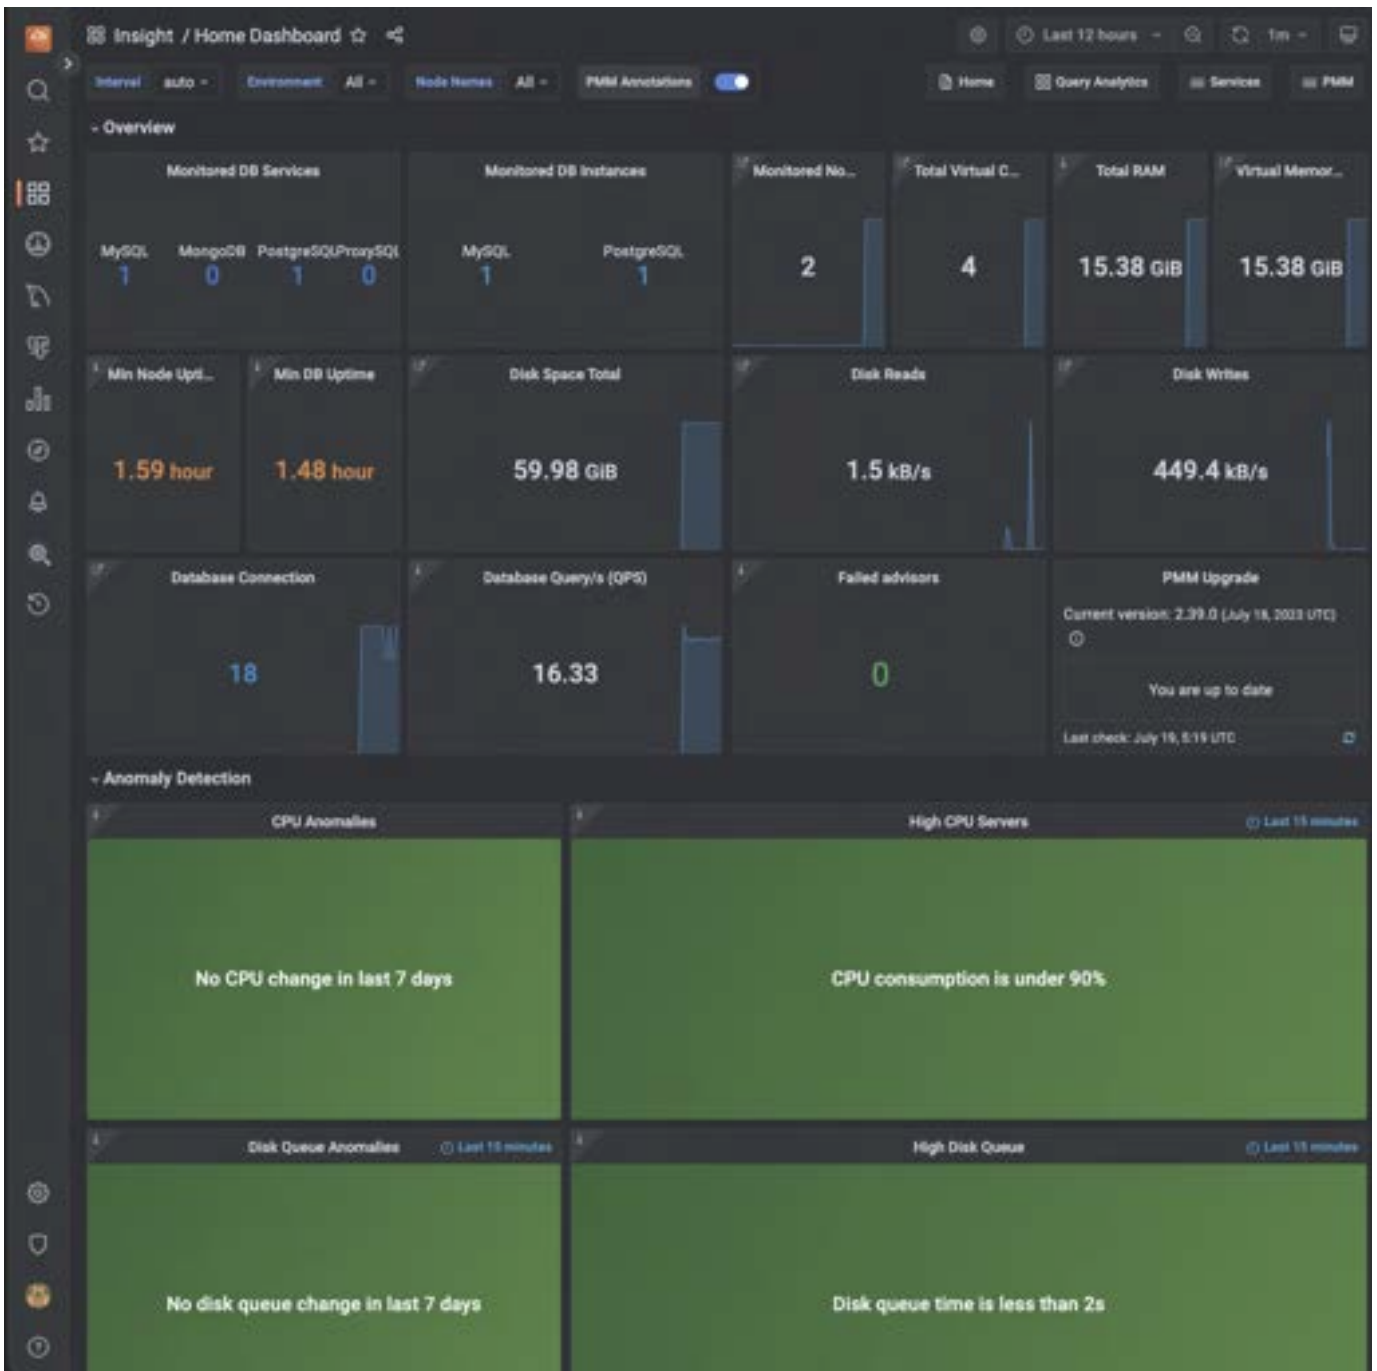 Insight / Home Dashboard
Last 12 hours
1m
Interval auto
Environment All
Node Names All
PMM Annotations
Home
Query Analytics
Services
PMM
Overview
Monitored DB Services
Monitored DB Instances
Monitored No...
Total Virtual C...
Total RAM
Virtual Memor...
MySQL MongoDB PostgreSQL ProxySQL
1 0 1 0
MySQL PostgreSQL
1 1
2
4
15.38 GiB
15.38 GiB
Min Node Upti...
Min DB Uptime
Disk Space Total
Disk Reads
Disk Writes
1.59 hour
1.48 hour
59.98 GiB
1.5 kB/s
449.4 kB/s
Database Connection
Database Query/s (QPS)
Failed advisors
PMM Upgrade
18
16.33
0
Current version: 2.39.0 (July 18, 2023 UTC)
You are up to date
Last check: July 19, 5:19 UTC
Anomaly Detection
CPU Anomalies
High CPU Servers
Last 15 minutes
No CPU change in last 7 days
CPU consumption is under 90%
Disk Queue Anomalies
Last 15 minutes
High Disk Queue
Last 15 minutes
No disk queue change in last 7 days
Disk queue time is less than 2s